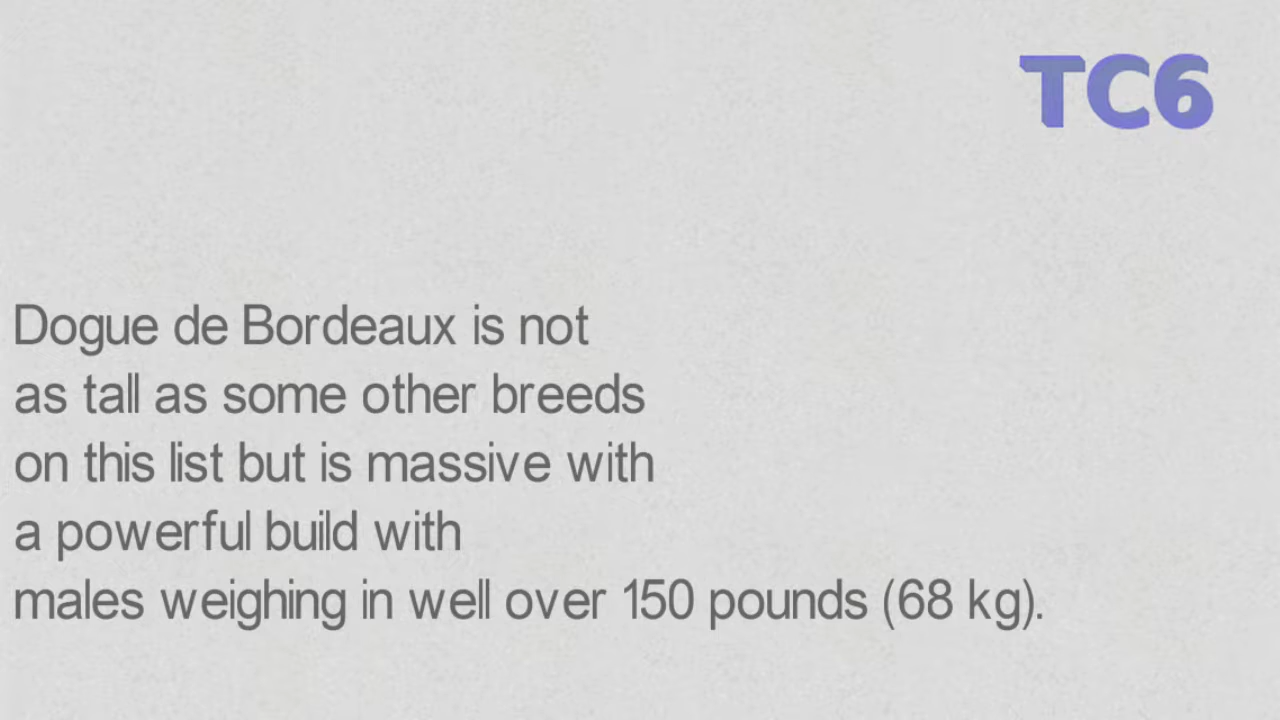 TC6
Dogue de Bordeaux is not
as tall as some other breeds
on this list but is massive with
a powerful build with
males weighing in well over 150 pounds (68 kg).